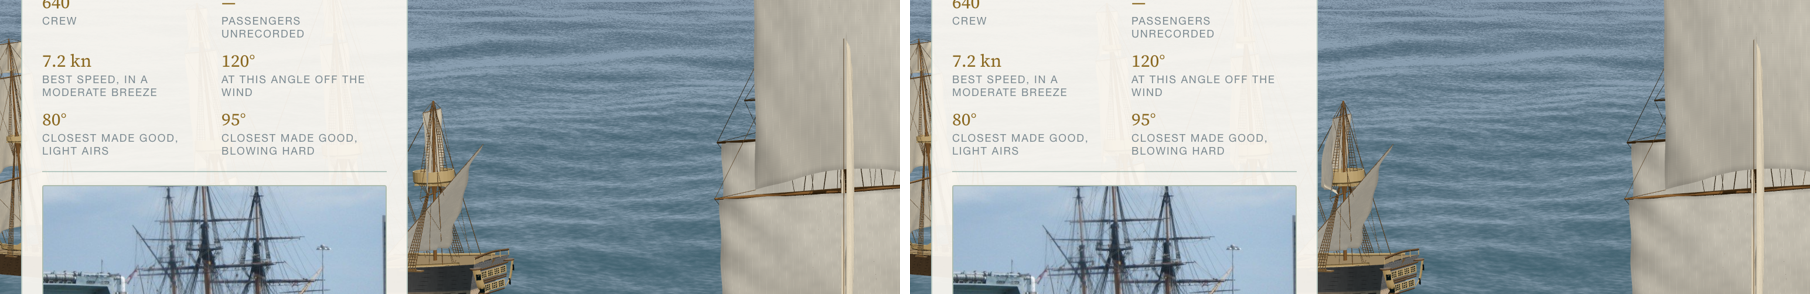 640
CREW
—
PASSENGERS
UNRECORDED
7.2 kn
BEST SPEED, IN A
MODERATE BREEZE
120°
AT THIS ANGLE OFF THE
WIND
80°
CLOSEST MADE GOOD,
LIGHT AIRS
95°
CLOSEST MADE GOOD,
BLOWING HARD
640
CREW
—
PASSENGERS
UNRECORDED
7.2 kn
BEST SPEED, IN A
MODERATE BREEZE
120°
AT THIS ANGLE OFF THE
WIND
80°
CLOSEST MADE GOOD,
LIGHT AIRS
95°
CLOSEST MADE GOOD,
BLOWING HARD